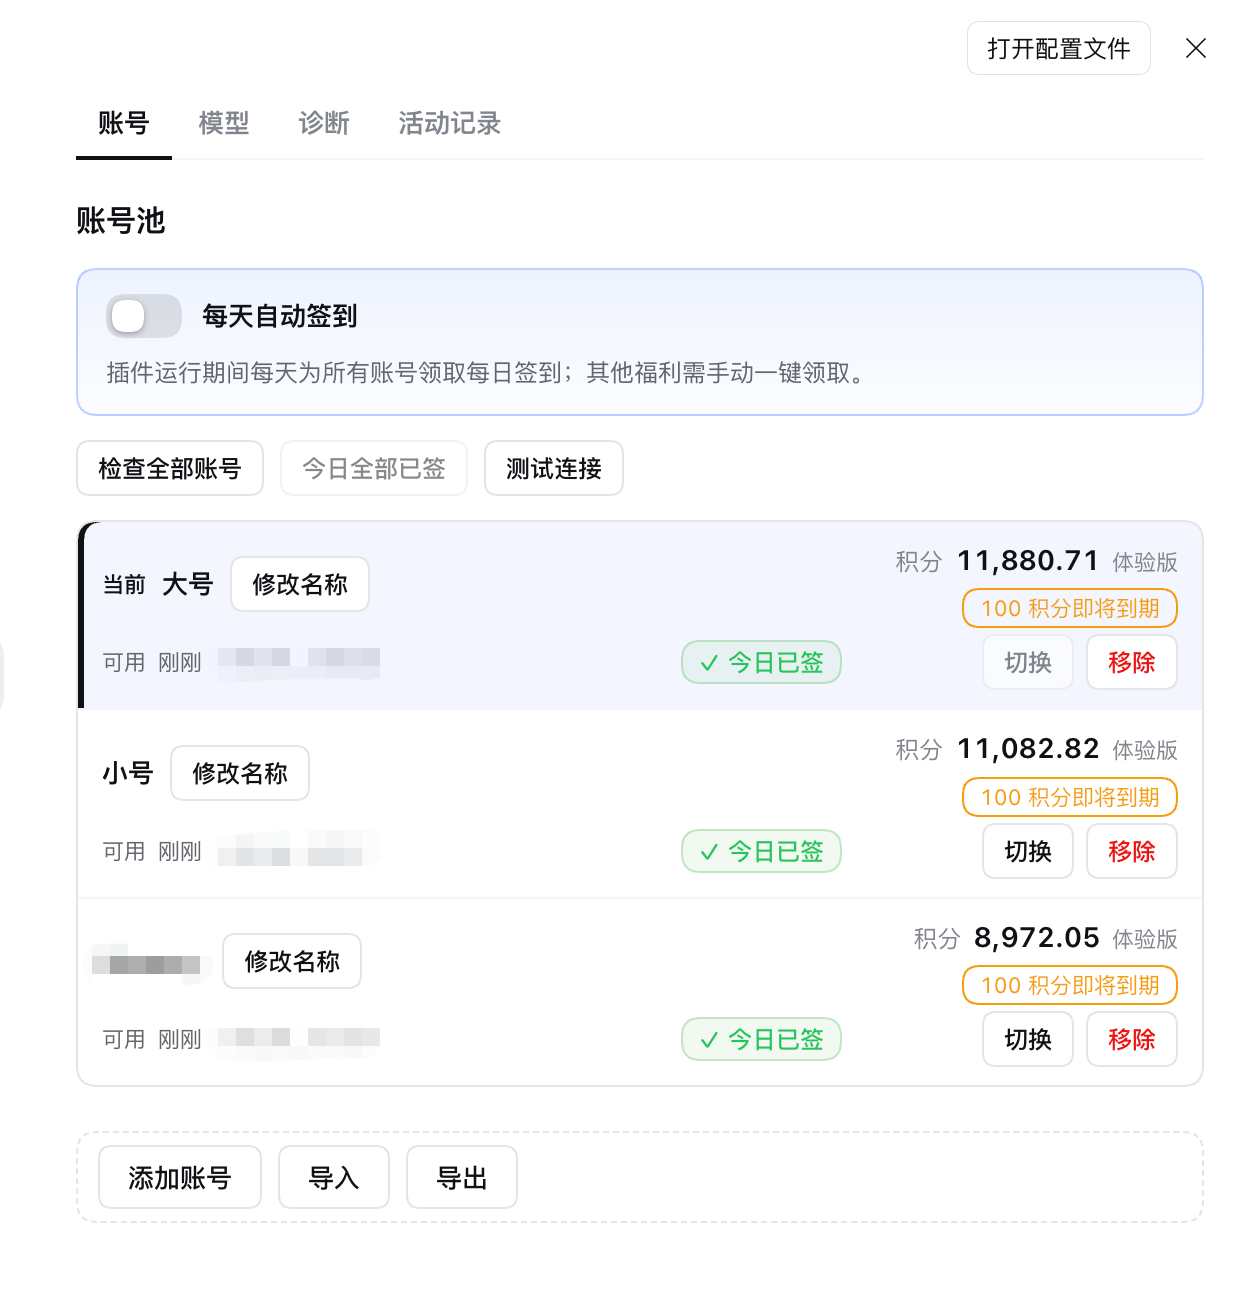 打开配置文件
账号 模型 诊断 活动记录
账号池
每天自动签到
插件运行期间每天为所有账号领取每日签到；其他福利需手动一键领取。
检查全部账号 今日全部已签 测试连接
当前 大号 修改名称 积分 11,880.71 体验版
100 积分即将到期
可用 刚刚 ✓ 今日已签 切换 移除
小号 修改名称 积分 11,082.82 体验版
100 积分即将到期
可用 刚刚 ✓ 今日已签 切换 移除
修改名称 积分 8,972.05 体验版
100 积分即将到期
可用 刚刚 ✓ 今日已签 切换 移除
添加账号 导入 导出